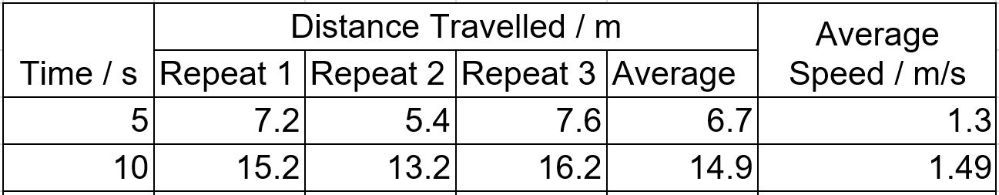 Distance Travelled / m
Average
Speed / m/s
Time / s Repeat 1 Repeat 2 Repeat 3 Average
5 7.2 5.4 7.6 6.7 1.3
10 15.2 13.2 16.2 14.9 1.49